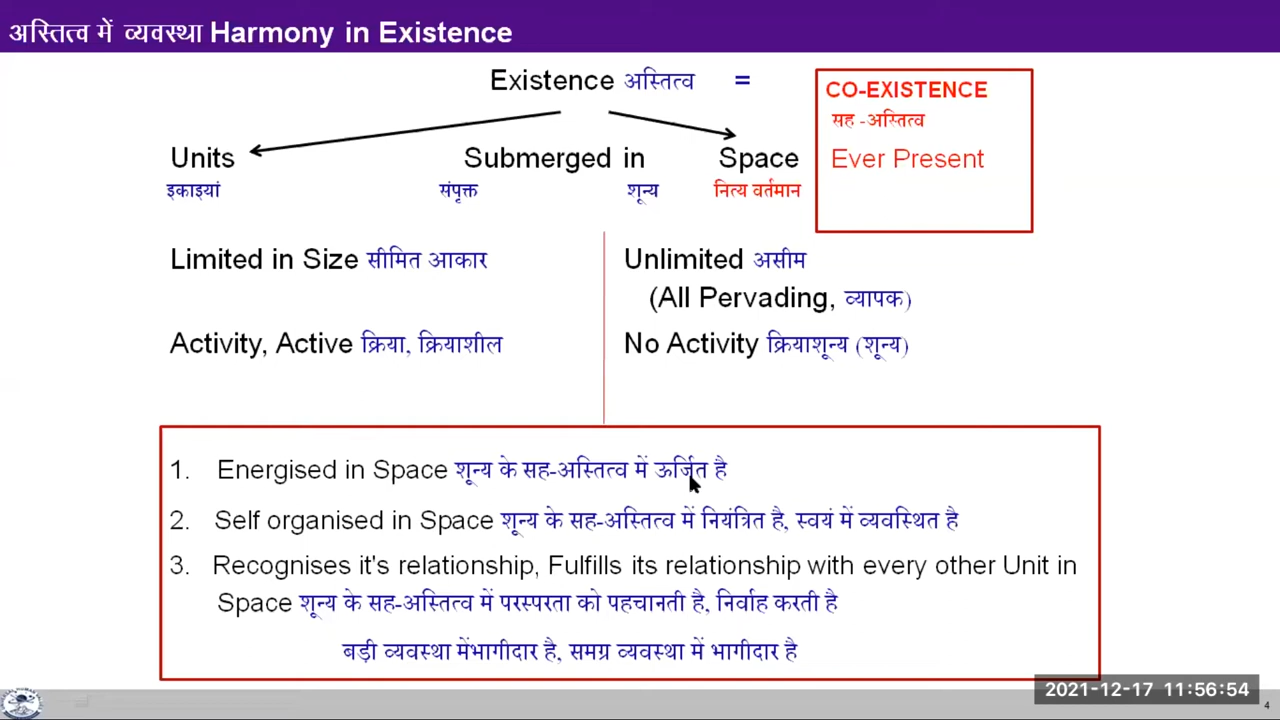 अस्तित्व में व्यवस्था Harmony in Existence
Existence अस्तित्व =
CO-EXISTENCE
सह -अस्तित्व
Units Submerged in Space Ever Present
इकाइयां संपृक्त शून्य नित्य वर्तमान
Limited in Size सीमित आकार Unlimited असीम
(All Pervading, व्यापक)
Activity, Active क्रिया, क्रियाशील No Activity क्रियाशून्य (शून्य)
1. Energised in Space शून्य के सह-अस्तित्व में ऊर्जित है
2. Self organised in Space शून्य के सह-अस्तित्व में नियंत्रित है, स्वयं में व्यवस्थित है
3. Recognises it's relationship, Fulfills its relationship with every other Unit in
Space शून्य के सह-अस्तित्व में परस्परता को पहचानती है, निर्वाह करती है
बड़ी व्यवस्था मेंभागीदार है, समग्र व्यवस्था में भागीदार है
2021-12-17 11:56:54
4